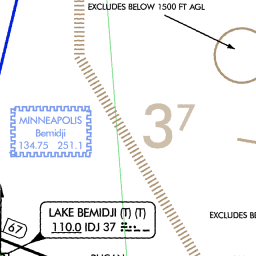 EXCLUDES BELOW 1500 FT AGL
37
MINNEAPOLIS
Bemidji
134.75 251.1
67
LAKE BEMIDJI (T) (T)
110.0 IDJ 37
EXCLUDES BE